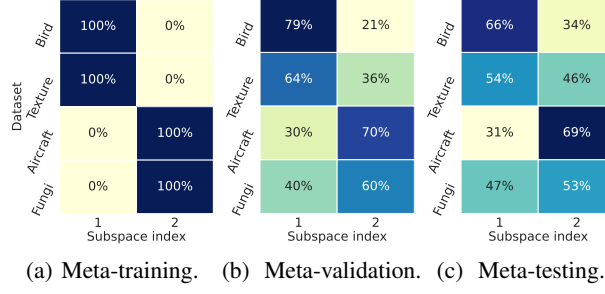 Dataset
Bird 100% 0%
Texture 100% 0%
Aircraft 0% 100%
Fungi 0% 100%
1 2
Subspace index
(a) Meta-training.
Bird 79% 21%
Texture 64% 36%
Aircraft 30% 70%
Fungi 40% 60%
1 2
Subspace index
(b) Meta-validation.
Bird 66% 34%
Texture 54% 46%
Aircraft 31% 69%
Fungi 47% 53%
1 2
Subspace index
(c) Meta-testing.